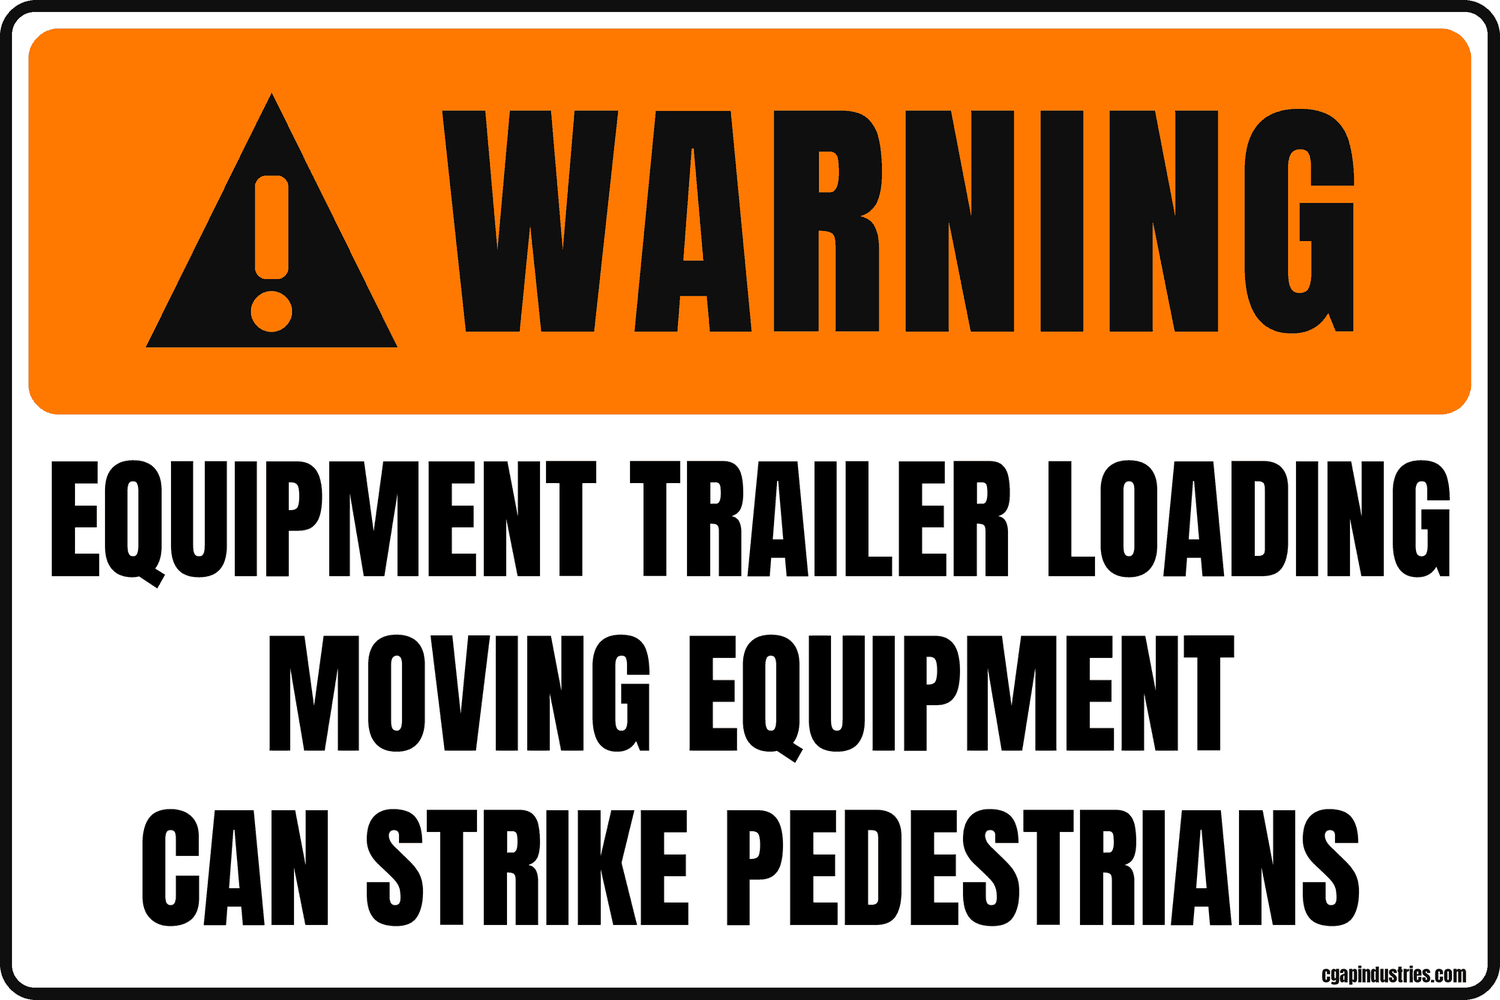 WARNING
EQUIPMENT TRAILER LOADING
MOVING EQUIPMENT
CAN STRIKE PEDESTRIANS
cgapindustries.com